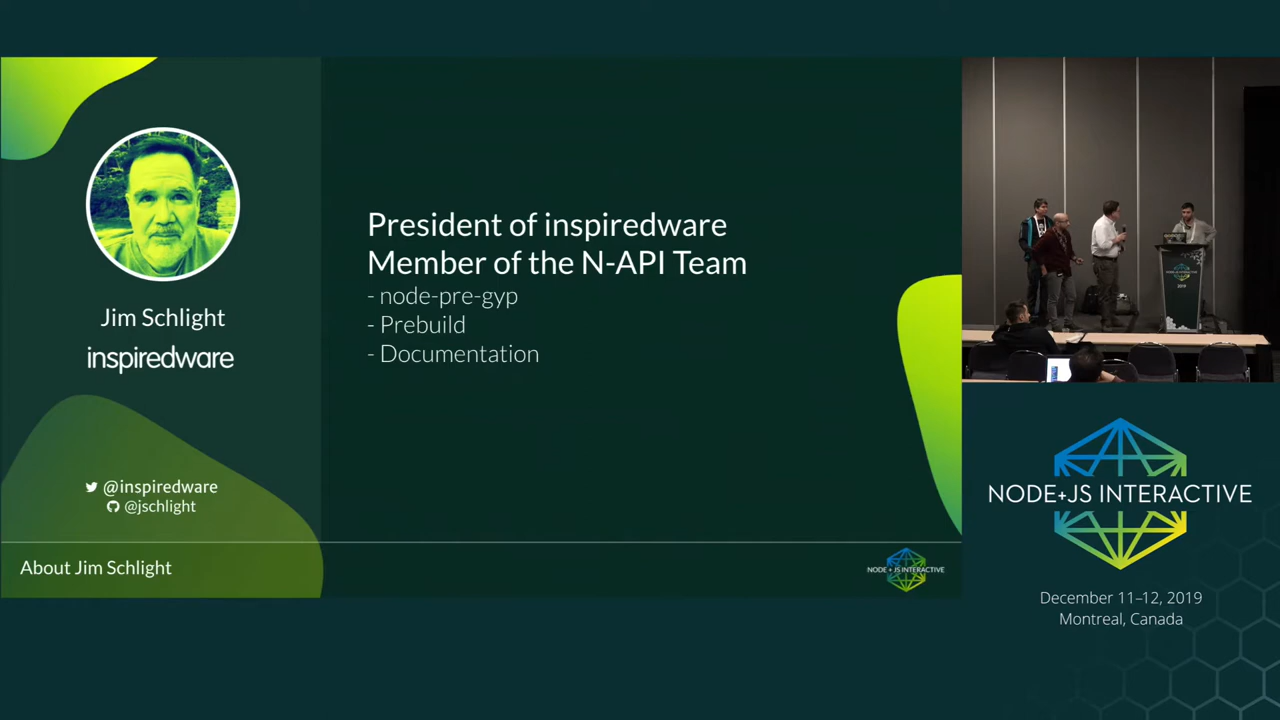 Jim Schlight
inspiredware
@inspiredware
@jschlight
About Jim Schlight
President of inspiredware
Member of the N-API Team
- node-pre-gyp
- Prebuild
- Documentation
NODE + JS INTERACTIVE
NODE+JS INTERACTIVE
December 11–12, 2019
Montreal, Canada